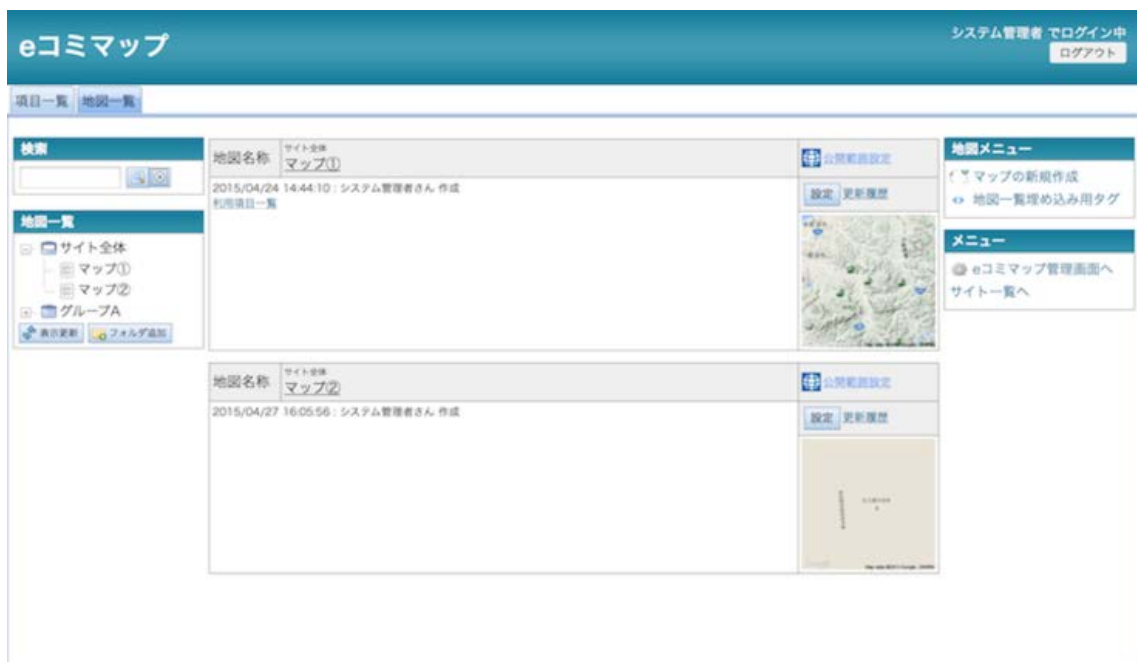 eコミマップ
システム管理者 でログイン中
ログアウト
項目一覧 地図一覧
検索
地図一覧
サイト全体
マップ①
マップ②
グループA
表示更新 フォルダ追加
地図名称
サイト全体
マップ①
公開範囲設定
2015/04/24 14:44:10 : システム管理者さん 作成
利用項目一覧
設定 更新履歴
地図名称
サイト全体
マップ②
公開範囲設定
2015/04/27 16:05:56 : システム管理者さん 作成
設定 更新履歴
地図メニュー
マップの新規作成
地図一覧埋め込み用タグ
メニュー
eコミマップ管理画面へ
サイト一覧へ